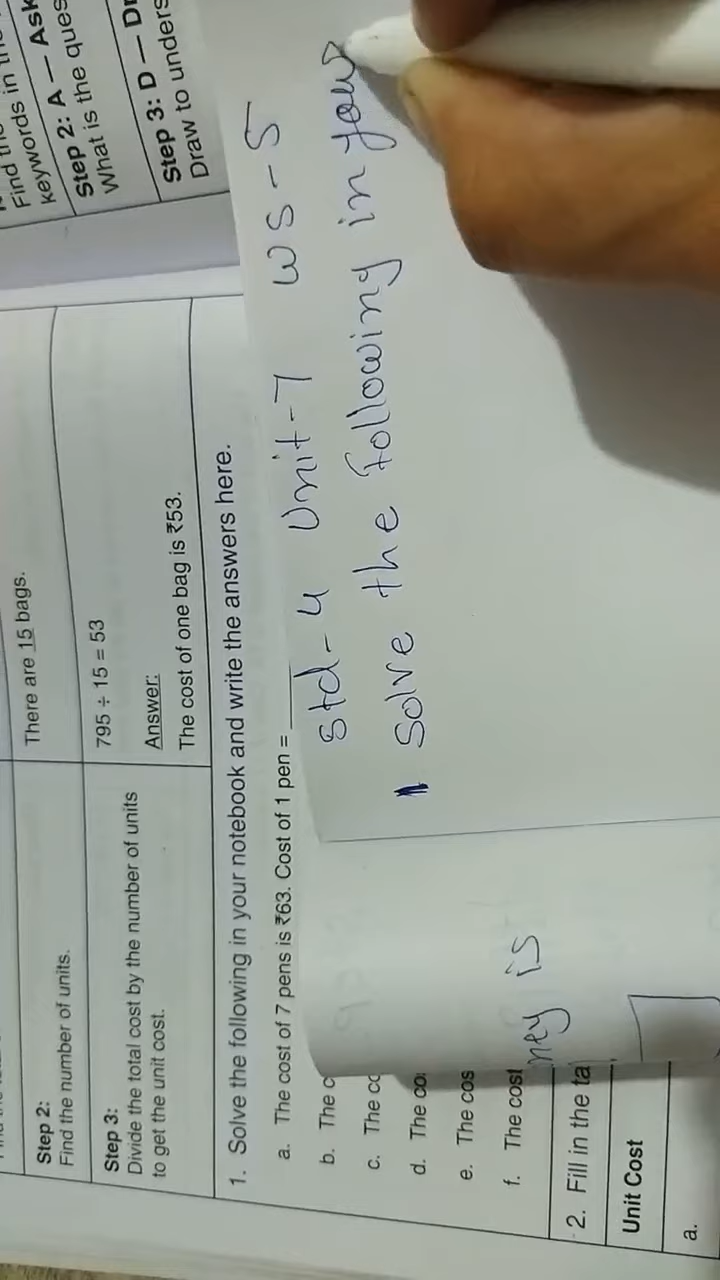 Find the
keywords in the
Step 2: A — Ask
What is the ques
Step 3: D — Dr
Draw to unders
There are 15 bags.
Step 2:
Find the number of units.
795 ÷ 15 = 53
Answer:
The cost of one bag is ₹53.
Step 3:
Divide the total cost by the number of units
to get the unit cost.
1. Solve the following in your notebook and write the answers here.
a. The cost of 7 pens is ₹63. Cost of 1 pen =
b. The c
c. The co
d. The co
e. The cos
f. The cost
2. Fill in the ta
Unit Cost
a.
Std-4 Unit-7 WS-5
1 Solve the following in your
ney is